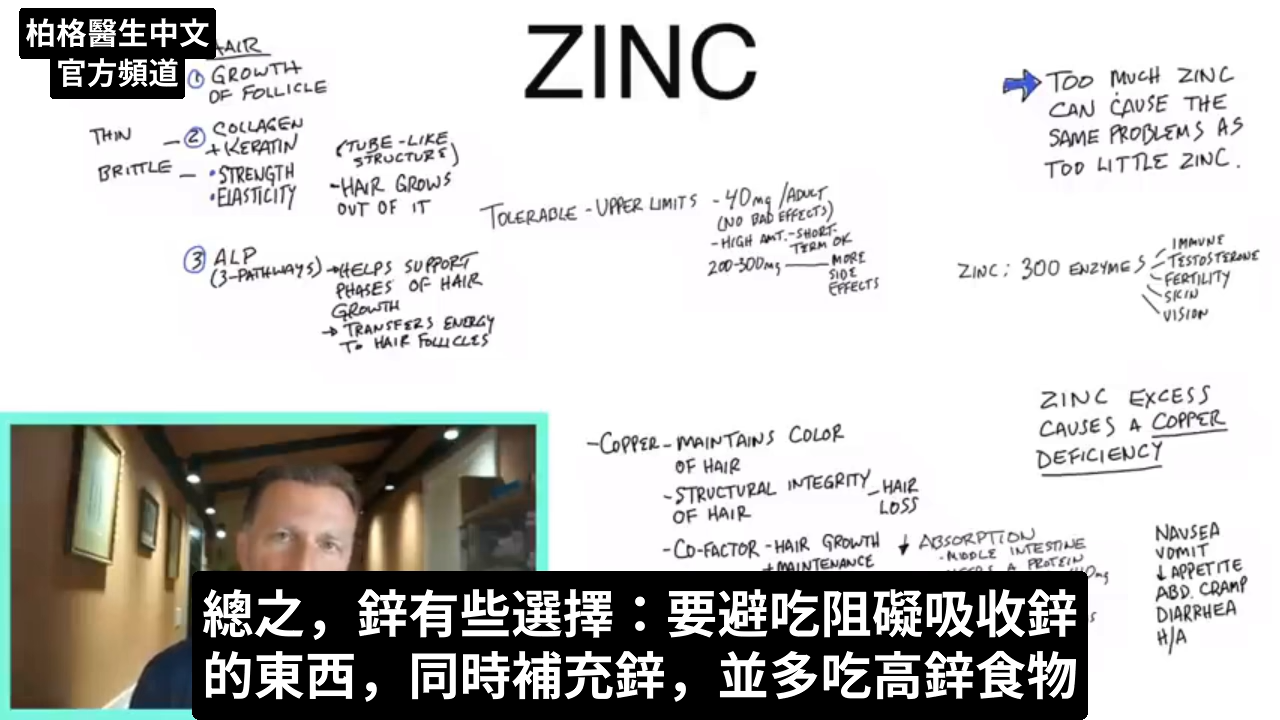 柏格醫生中文
官方頻道
ZINC
HAIR
① GROWTH
OF FOLLICLE
THIN
BRITTLE
② COLLAGEN
+ KERATIN
• STRENGTH
• ELASTICITY
(TUBE-LIKE
STRUCTURE)
-HAIR GROWS
OUT OF IT
③ ALP
(3-PATHWAYS)
→HELPS SUPPORT
PHASES OF HAIR
GROWTH
→ TRANSFERS ENERGY
TO HAIR FOLLICLES
TOLERABLE - UPPER LIMITS
- 40mg /ADULT
(NO BAD EFFECTS)
- HIGH AMT. - SHORT-
TERM OK
200-300mg — MORE
SIDE
EFFECTS
TOO MUCH ZINC
CAN CAUSE THE
SAME PROBLEMS AS
TOO LITTLE ZINC.
ZINC: 300 ENZYMES
IMMUNE
TESTOSTERONE
FERTILITY
SKIN
VISION
ZINC EXCESS
CAUSES A COPPER
DEFICIENCY
-COPPER - MAINTAINS COLOR
OF HAIR
- STRUCTURAL INTEGRITY
OF HAIR
- HAIR
LOSS
- CO-FACTOR - HAIR GROWTH
+ MAINTENANCE
↓ ABSORPTION
• MIDDLE INTESTINE
A PROTEIN
NAUSEA
VOMIT
↓ APPETITE
ABD. CRAMP
DIARRHEA
H/A
總之，鋅有些選擇：要避吃阻礙吸收鋅
的東西，同時補充鋅，並多吃高鋅食物